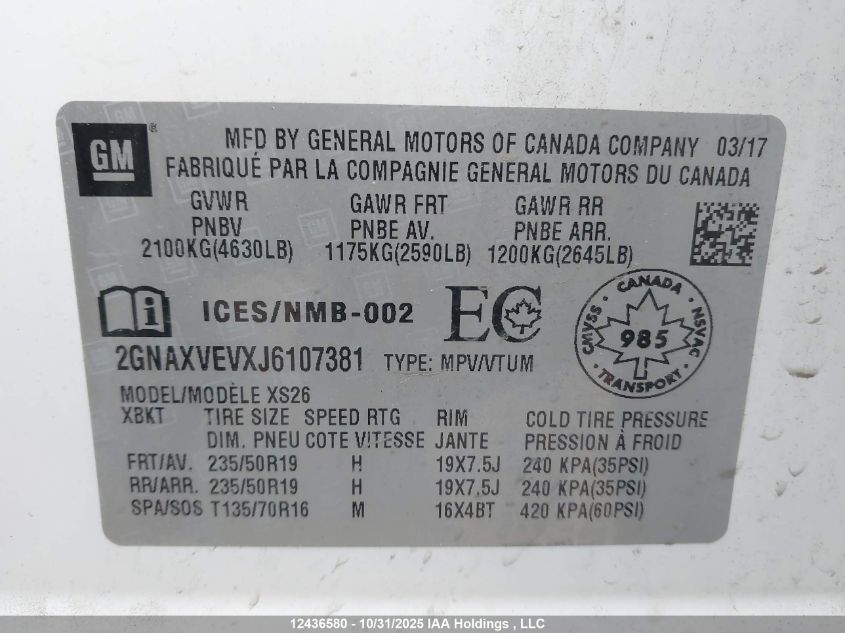 GM ®
MFD BY GENERAL MOTORS OF CANADA COMPANY 03/17
FABRIQUÉ PAR LA COMPAGNIE GENERAL MOTORS DU CANADA
GVWR GAWR FRT GAWR RR
PNBV PNBE AV. PNBE ARR.
2100KG(4630LB) 1175KG(2590LB) 1200KG(2645LB)
ICES/NMB-002 EC
CANADA
CMVSS 985 NSVAC
TRANSPORT
2GNAXVEVXJ6107381 TYPE: MPV/VTUM
MODEL/MODÈLE XS26
XBKT TIRE SIZE SPEED RTG RIM COLD TIRE PRESSURE
DIM. PNEU COTE VITESSE JANTE PRESSION À FROID
FRT/AV. 235/50R19 H 19X7.5J 240 KPA(35PSI)
RR/ARR. 235/50R19 H 19X7.5J 240 KPA(35PSI)
SPA/SOS T135/70R16 M 16X4BT 420 KPA(60PSI)
12436580 - 10/31/2025 IAA Holdings , LLC